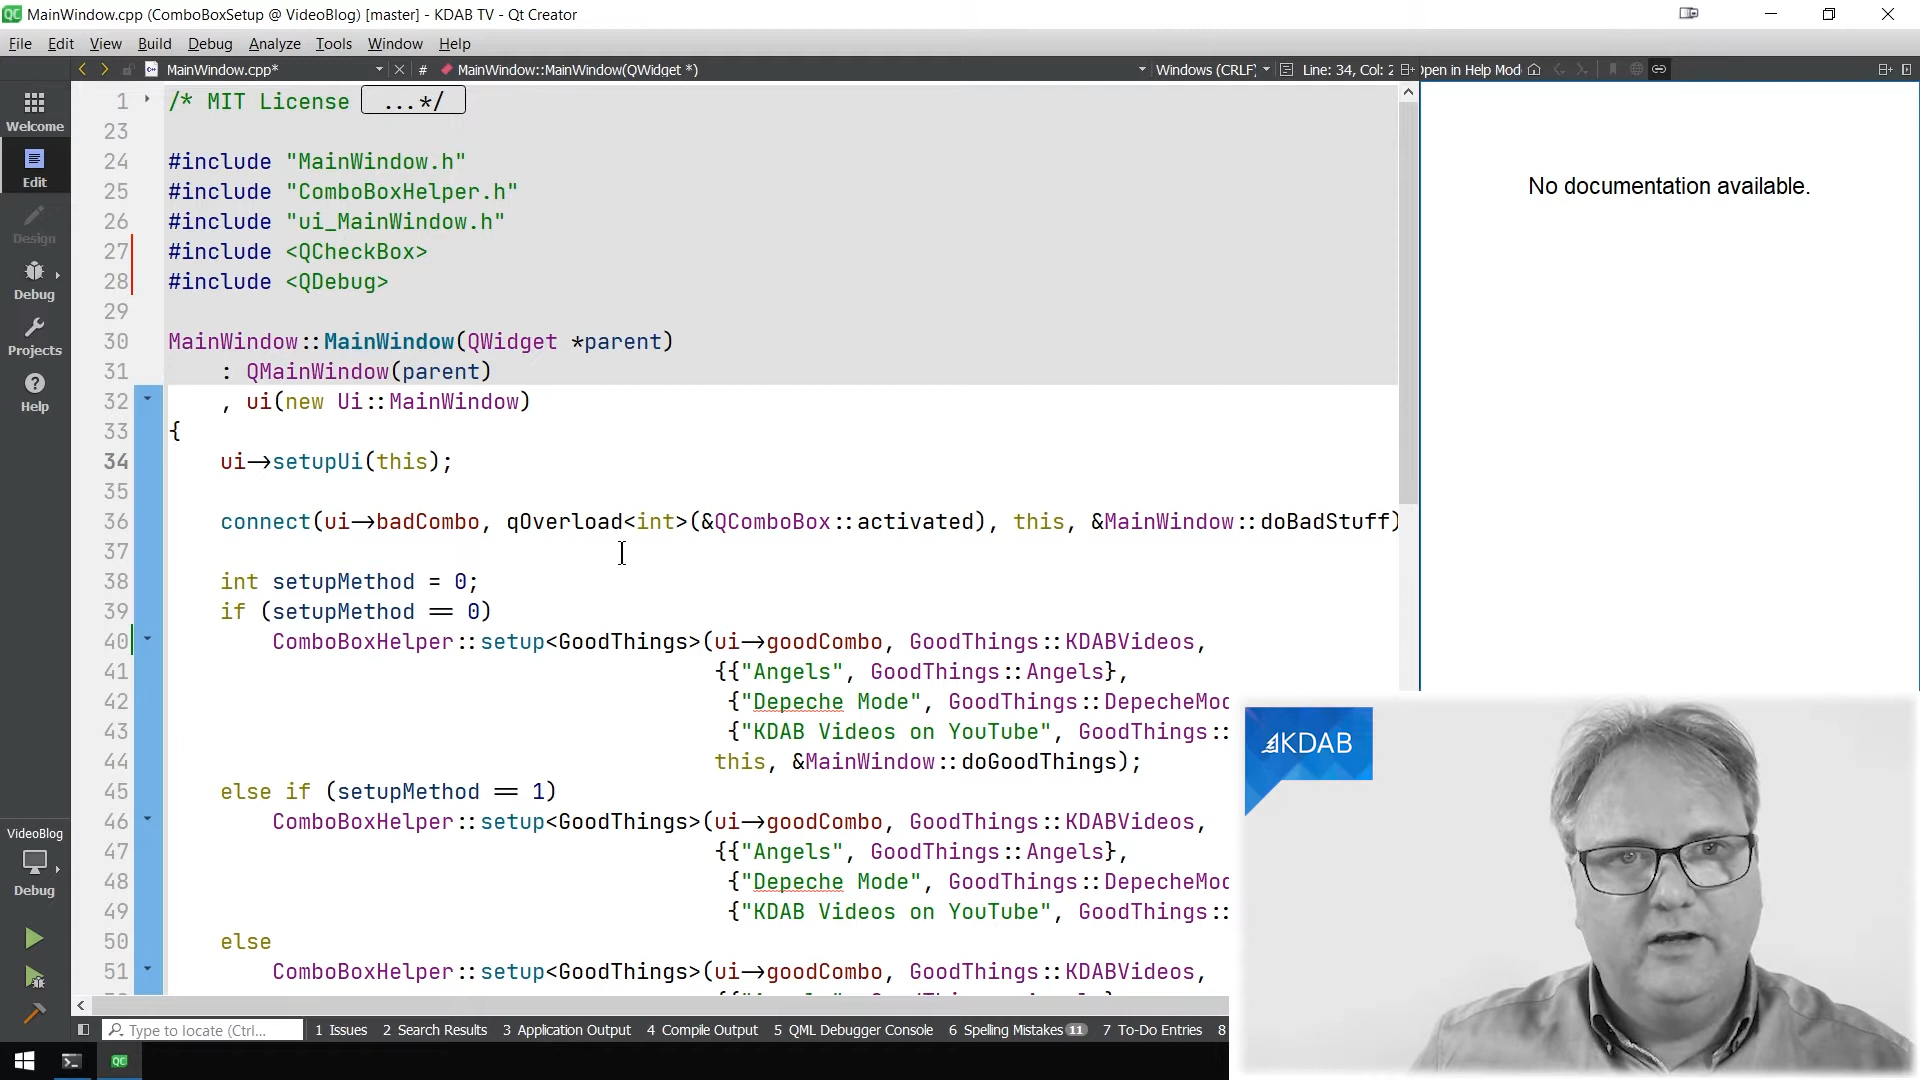 MainWindow.cpp (ComboBoxSetup @ VideoBlog) [master] - KDAB TV - Qt Creator
File Edit View Build Debug Analyze Tools Window Help
MainWindow.cpp* # MainWindow::MainWindow(QWidget *) Windows (CRLF) Line: 34, Col: 2 Open in Help Mode
Welcome
Edit
Design
Debug
Projects
Help
VideoBlog
Debug
1 /* MIT License ...*/
23
24 #include "MainWindow.h"
25 #include "ComboBoxHelper.h"
26 #include "ui_MainWindow.h"
27 #include <QCheckBox>
28 #include <QDebug>
29
30 MainWindow::MainWindow(QWidget *parent)
31 : QMainWindow(parent)
32 , ui(new Ui::MainWindow)
33 {
34 ui->setupUi(this);
35
36 connect(ui->badCombo, qOverload<int>(&QComboBox::activated), this, &MainWindow::doBadStuff)
37
38 int setupMethod = 0;
39 if (setupMethod == 0)
40 ComboBoxHelper::setup<GoodThings>(ui->goodCombo, GoodThings::KDABVideos,
41 {{"Angels", GoodThings::Angels},
42 {"Depeche Mode", GoodThings::DepecheMod
43 {"KDAB Videos on YouTube", GoodThings::
44 this, &MainWindow::doGoodThings);
45 else if (setupMethod == 1)
46 ComboBoxHelper::setup<GoodThings>(ui->goodCombo, GoodThings::KDABVideos,
47 {{"Angels", GoodThings::Angels},
48 {"Depeche Mode", GoodThings::DepecheMod
49 {"KDAB Videos on YouTube", GoodThings::
50 else
51 ComboBoxHelper::setup<GoodThings>(ui->goodCombo, GoodThings::KDABVideos,
No documentation available.
KDAB
Type to locate (Ctrl... 1 Issues 2 Search Results 3 Application Output 4 Compile Output 5 QML Debugger Console 6 Spelling Mistakes 11 7 To-Do Entries 8